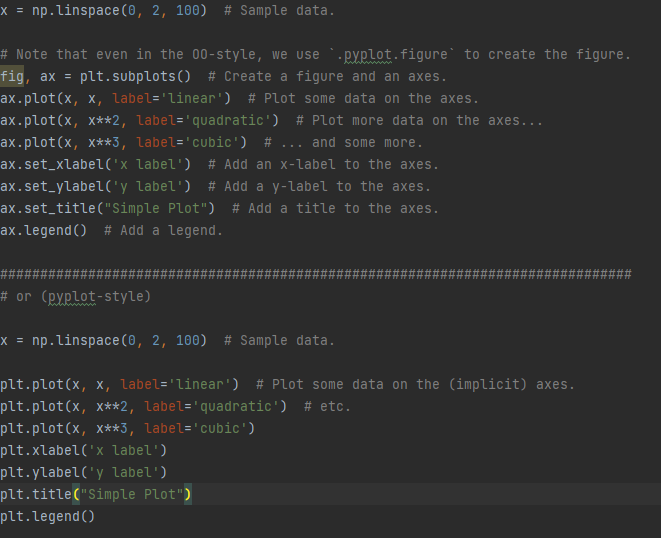 x = np.linspace(0, 2, 100)  # Sample data.
# Note that even in the OO-style, we use `.pyplot.figure` to create the figure.
fig, ax = plt.subplots()  # Create a figure and an axes.
ax.plot(x, x, label='linear')  # Plot some data on the axes.
ax.plot(x, x**2, label='quadratic')  # Plot more data on the axes...
ax.plot(x, x**3, label='cubic')  # ... and some more.
ax.set_xlabel('x label')  # Add an x-label to the axes.
ax.set_ylabel('y label')  # Add a y-label to the axes.
ax.set_title("Simple Plot")  # Add a title to the axes.
ax.legend()  # Add a legend.
###############################################################################
# or (pyplot-style)
x = np.linspace(0, 2, 100)  # Sample data.
plt.plot(x, x, label='linear')  # Plot some data on the (implicit) axes.
plt.plot(x, x**2, label='quadratic')  # etc.
plt.plot(x, x**3, label='cubic')
plt.xlabel('x label')
plt.ylabel('y label')
plt.title("Simple Plot")
plt.legend()